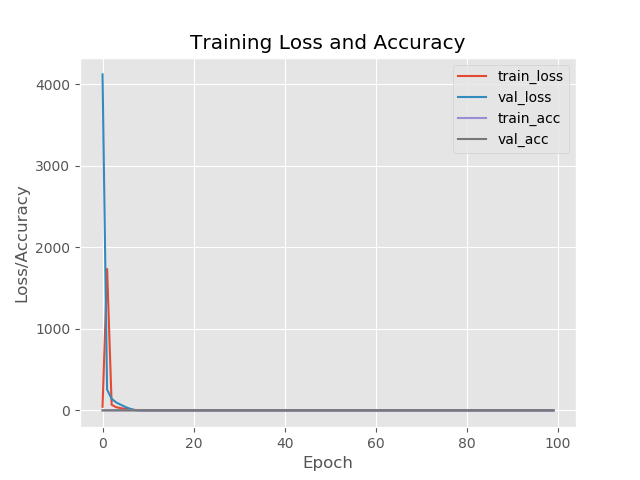 Training Loss and Accuracy
train_loss
val_loss
train_acc
val_acc
Loss/Accuracy
4000
3000
2000
1000
0
0 20 40 60 80 100
Epoch